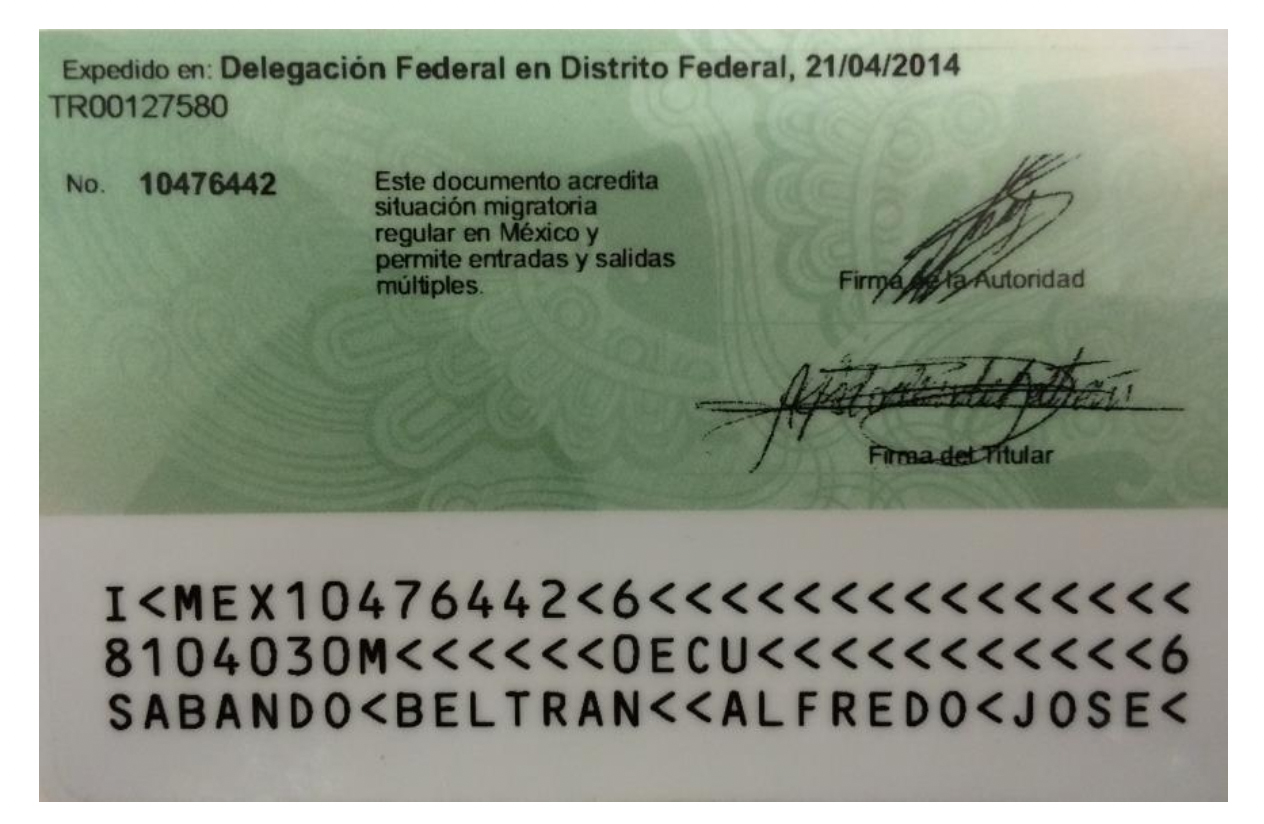 Expedido en: Delegación Federal en Distrito Federal, 21/04/2014
TR00127580
No. 10476442
Este documento acredita
situación migratoria
regular en México y
permite entradas y salidas
múltiples.
Firma de la Autoridad
Firma del Titular
I<MEX10476442<6<<<<<<<<<<<<<<<
8104030M<<<<<<0ECU<<<<<<<<<<<6
SABANDO<BELTRAN<<ALFREDO<JOSE<